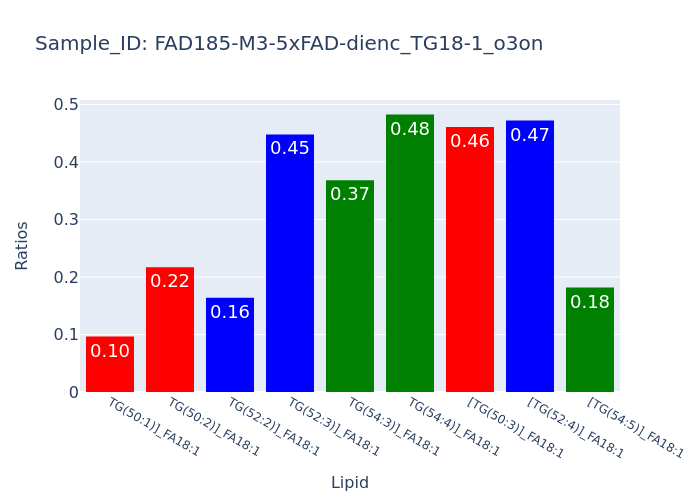 Sample_ID: FAD185-M3-5xFAD-dienc_TG18-1_o3on
0.5
0.4
0.3
0.2
0.1
0
Ratios
0.10
0.22
0.16
0.45
0.37
0.48
0.46
0.47
0.18
TG(50:1)]_FA18:1
TG(50:2)]_FA18:1
TG(52:2)]_FA18:1
TG(52:3)]_FA18:1
TG(54:3)]_FA18:1
TG(54:4)]_FA18:1
[TG(50:3)]_FA18:1
[TG(52:4)]_FA18:1
[TG(54:5)]_FA18:1
Lipid